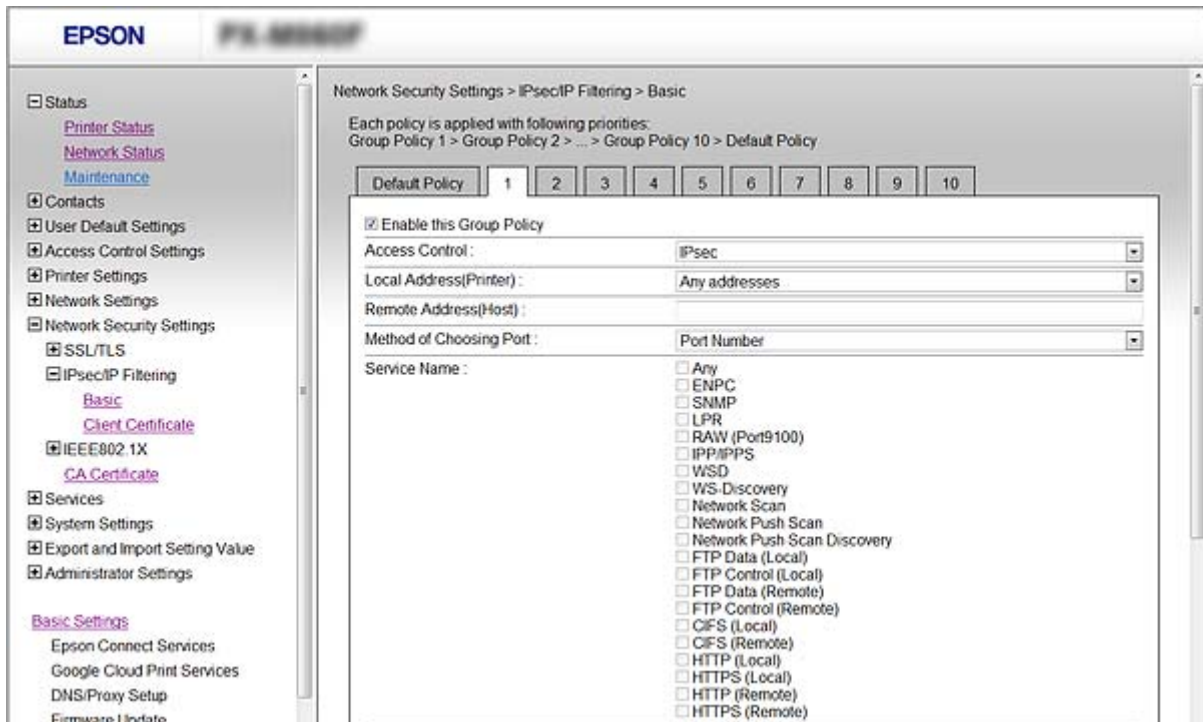 EPSON
Status
Printer Status
Network Status
Maintenance
Contacts
User Default Settings
Access Control Settings
Printer Settings
Network Settings
Network Security Settings
SSL/TLS
IPsec/IP Filtering
Basic
Client Certificate
IEEE802.1X
CA Certificate
Services
System Settings
Export and Import Setting Value
Administrator Settings
Basic Settings
Epson Connect Services
Google Cloud Print Services
DNS/Proxy Setup
Firmware Update
Network Security Settings > IPsec/IP Filtering > Basic
Each policy is applied with following priorities:
Group Policy 1 > Group Policy 2 > ... > Group Policy 10 > Default Policy
Default Policy 1 2 3 4 5 6 7 8 9 10
Enable this Group Policy
Access Control : IPsec
Local Address(Printer) : Any addresses
Remote Address(Host) :
Method of Choosing Port : Port Number
Service Name : Any
ENPC
SNMP
LPR
RAW (Port9100)
IPP/IPPS
WSD
WS-Discovery
Network Scan
Network Push Scan
Network Push Scan Discovery
FTP Data (Local)
FTP Control (Local)
FTP Data (Remote)
FTP Control (Remote)
CIFS (Local)
CIFS (Remote)
HTTP (Local)
HTTPS (Local)
HTTP (Remote)
HTTPS (Remote)